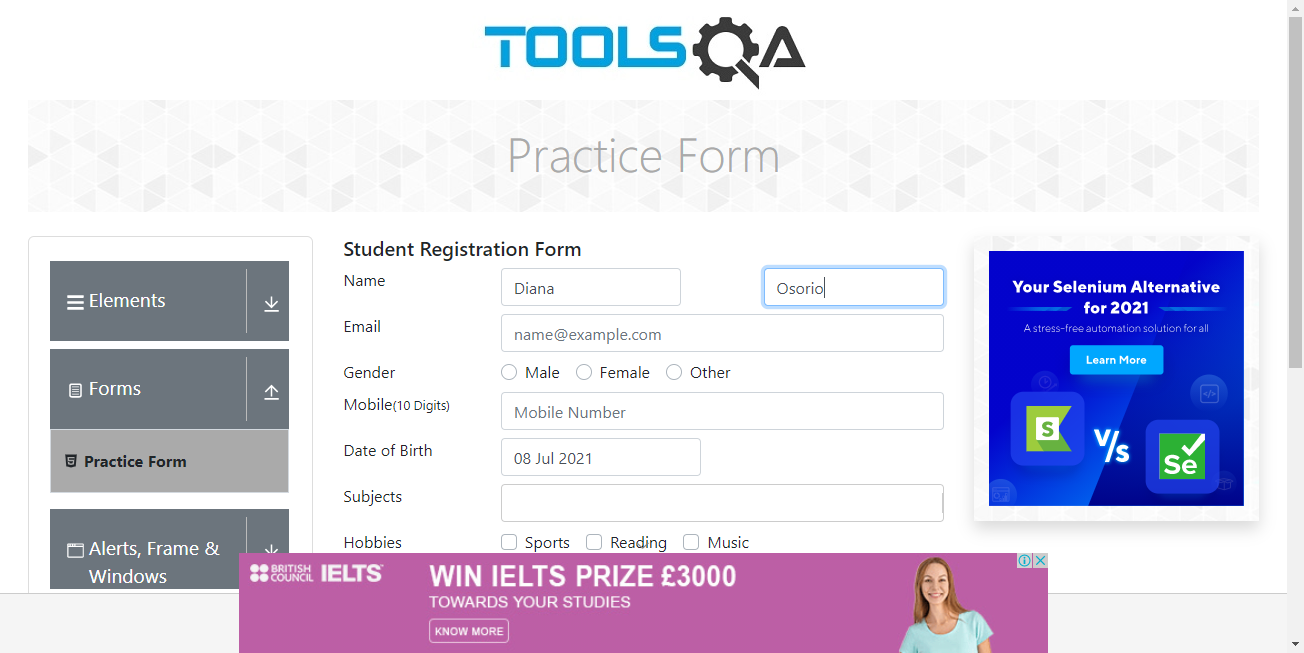 TOOLSQA
Practice Form
Elements
Forms
Practice Form
Alerts, Frame &
Windows
Student Registration Form
Name
Diana
Osorio
Email
name@example.com
Gender
Male
Female
Other
Mobile(10 Digits)
Mobile Number
Date of Birth
08 Jul 2021
Subjects
Hobbies
Sports
Reading
Music
Your Selenium Alternative
for 2021
A stress-free automation solution for all
Learn More
S
V/s
Se
BRITISH
COUNCIL
IELTS
WIN IELTS PRIZE £3000
TOWARDS YOUR STUDIES
KNOW MORE